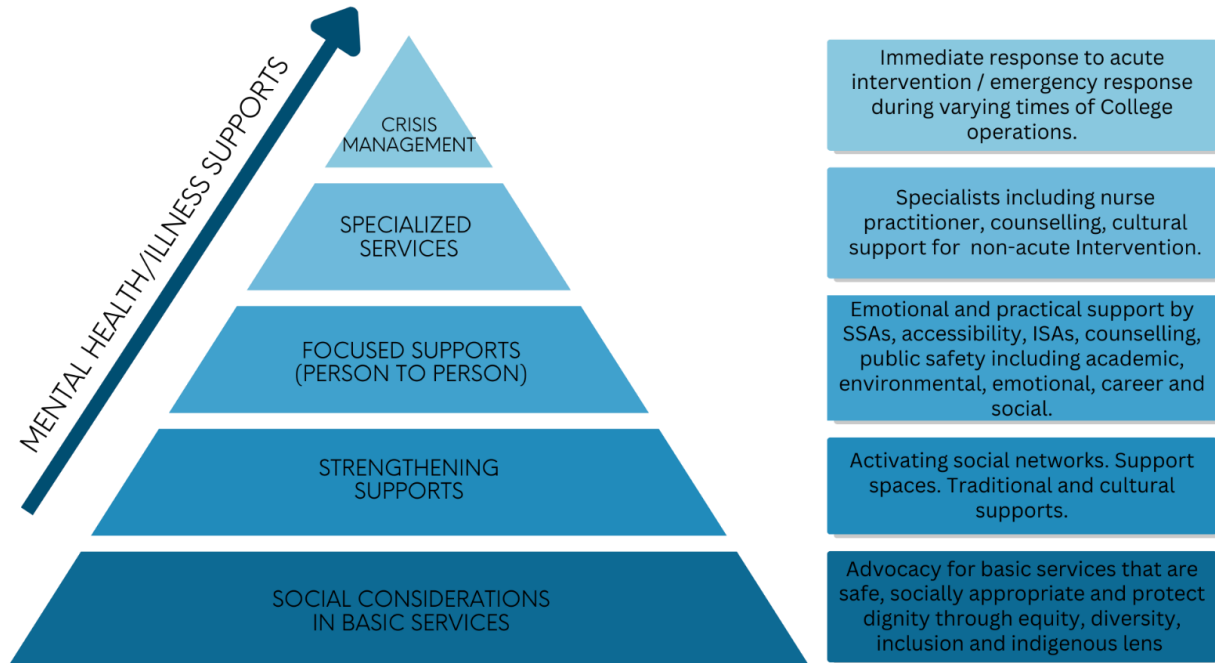 MENTAL HEALTH/ILLNESS SUPPORTS
CRISIS
MANAGEMENT
Immediate response to acute
intervention / emergency response
during varying times of College
operations.
SPECIALIZED
SERVICES
Specialists including nurse
practitioner, counselling, cultural
support for non-acute Intervention.
FOCUSED SUPPORTS
(PERSON TO PERSON)
Emotional and practical support by
SSAs, accessibility, ISAs, counselling,
public safety including academic,
environmental, emotional, career and
social.
STRENGTHENING
SUPPORTS
Activating social networks. Support
spaces. Traditional and cultural
supports.
SOCIAL CONSIDERATIONS
IN BASIC SERVICES
Advocacy for basic services that are
safe, socially appropriate and protect
dignity through equity, diversity,
inclusion and indigenous lens